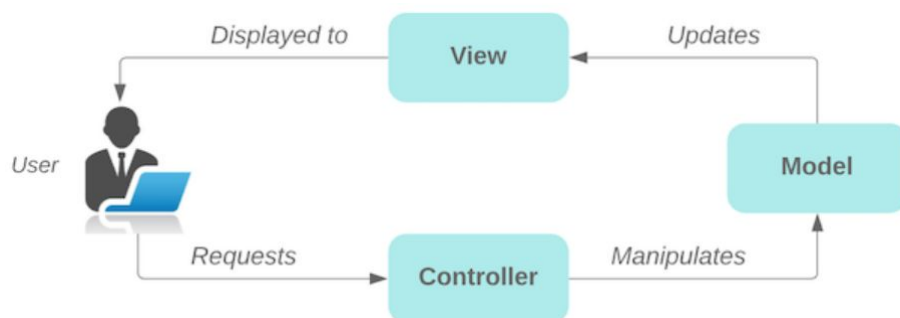 Displayed to
View
Updates
User
Model
Requests
Controller
Manipulates